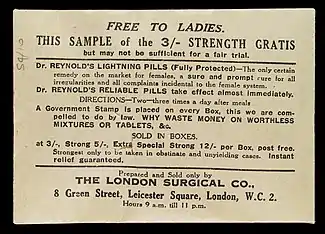 FREE TO LADIES.
THIS SAMPLE of the 3/- STRENGTH GRATIS
but may not be sufficient for a fair trial.
Dr. REYNOLD'S LIGHTNING PILLS (Fully Protected)—The only certain
remedy on the market for females, a sure and prompt cure for all
irregularities and all complaints incidental to the female system.
Dr. REYNOLD'S RELIABLE PILLS take effect almost immediately.
DIRECTIONS—Two—three times a day after meals
A Government Stamp is placed on every Box, this we are com-
pelled to do by law. WHY WASTE MONEY ON WORTHLESS
MIXTURES OR TABLETS, &c.
SOLD IN BOXES.
at 3/-, Strong 5/-, Extra Special Strong 12/- per Box, post free.
Strongest only to be taken in obstinate and unyielding cases. Instant
relief guaranteed.
Prepared and Sold only by
THE LONDON SURGICAL CO.,
8 Green Street, Leicester Square, London, W.C. 2.
Hours 9 a.m. till 11 p.m.